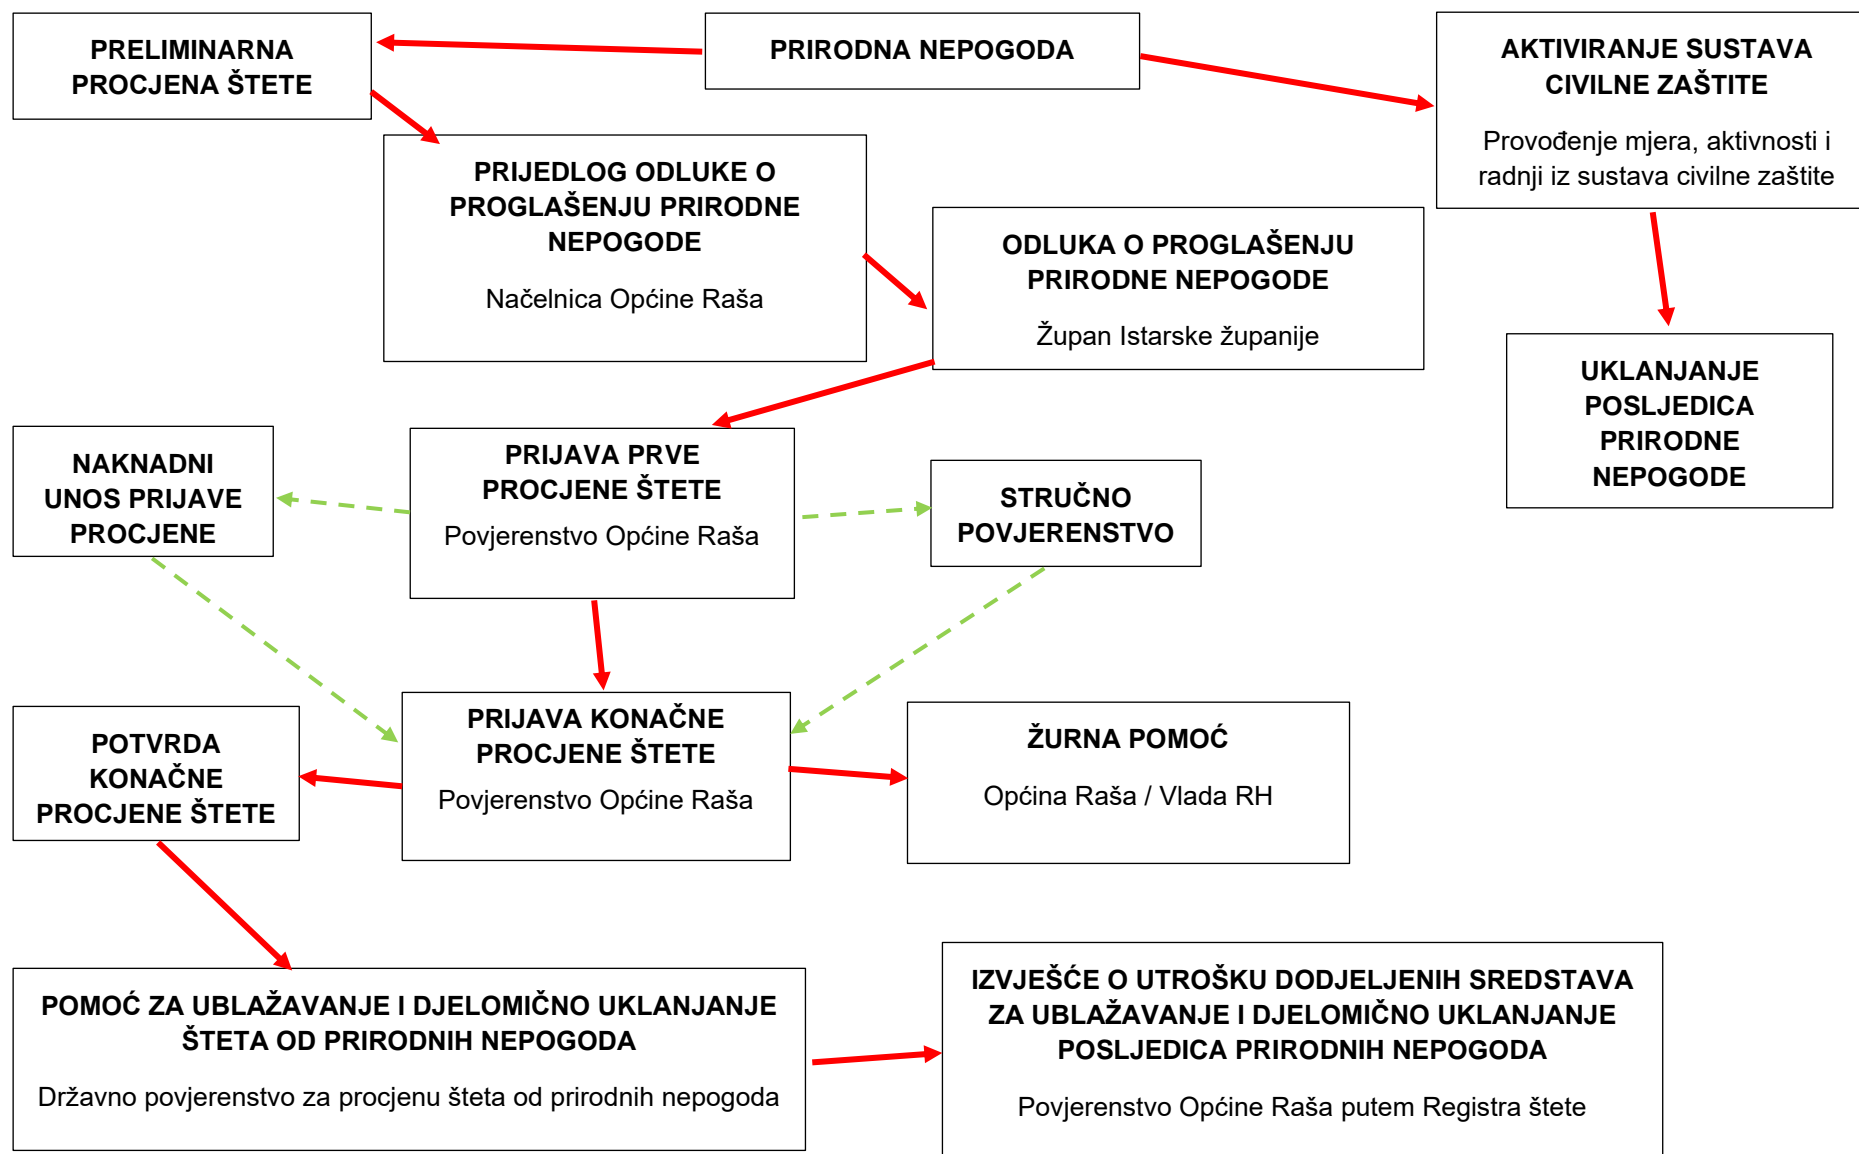 PRELIMINARNA
PROCJENA ŠTETE
PRIRODNA NEPOGODA
AKTIVIRANJE SUSTAVA
CIVILNE ZAŠTITE
Provođenje mjera, aktivnosti i
radnji iz sustava civilne zaštite
PRIJEDLOG ODLUKE O
PROGLAŠENJU PRIRODNE
NEPOGODE
Načelnica Općine Raša
ODLUKA O PROGLAŠENJU
PRIRODNE NEPOGODE
Župan Istarske županije
UKLANJANJE
POSLJEDICA
PRIRODNE
NEPOGODE
NAKNADNI
UNOS PRIJAVE
PROCJENE
PRIJAVA PRVE
PROCJENE ŠTETE
Povjerenstvo Općine Raša
STRUČNO
POVJERENSTVO
POTVRDA
KONAČNE
PROCJENE ŠTETE
PRIJAVA KONAČNE
PROCJENE ŠTETE
Povjerenstvo Općine Raša
ŽURNA POMOĆ
Općina Raša / Vlada RH
POMOĆ ZA UBLAŽAVANJE I DJELOMIČNO UKLANJANJE
ŠTETA OD PRIRODNIH NEPOGODA
Državno povjerenstvo za procjenu šteta od prirodnih nepogoda
IZVJEŠĆE O UTROŠKU DODJELJENIH SREDSTAVA
ZA UBLAŽAVANJE I DJELOMIČNO UKLANJANJE
POSLJEDICA PRIRODNIH NEPOGODA
Povjerenstvo Općine Raša putem Registra štete